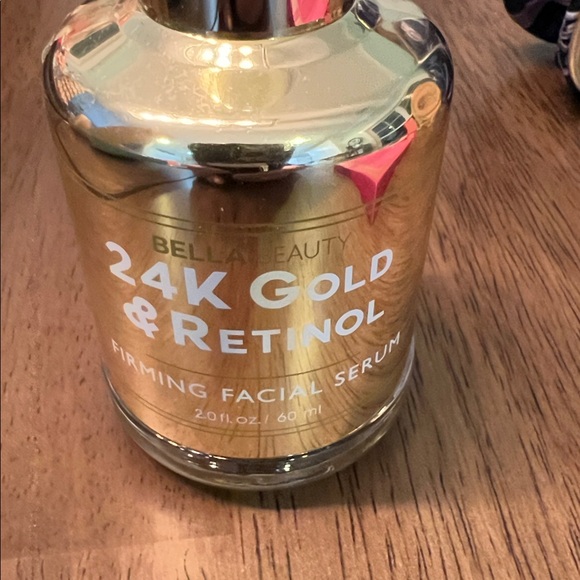 BELLA BEAUTY
24K GOLD
& RETINOL
FIRMING FACIAL SERUM
2.0 fl. oz. / 60 ml